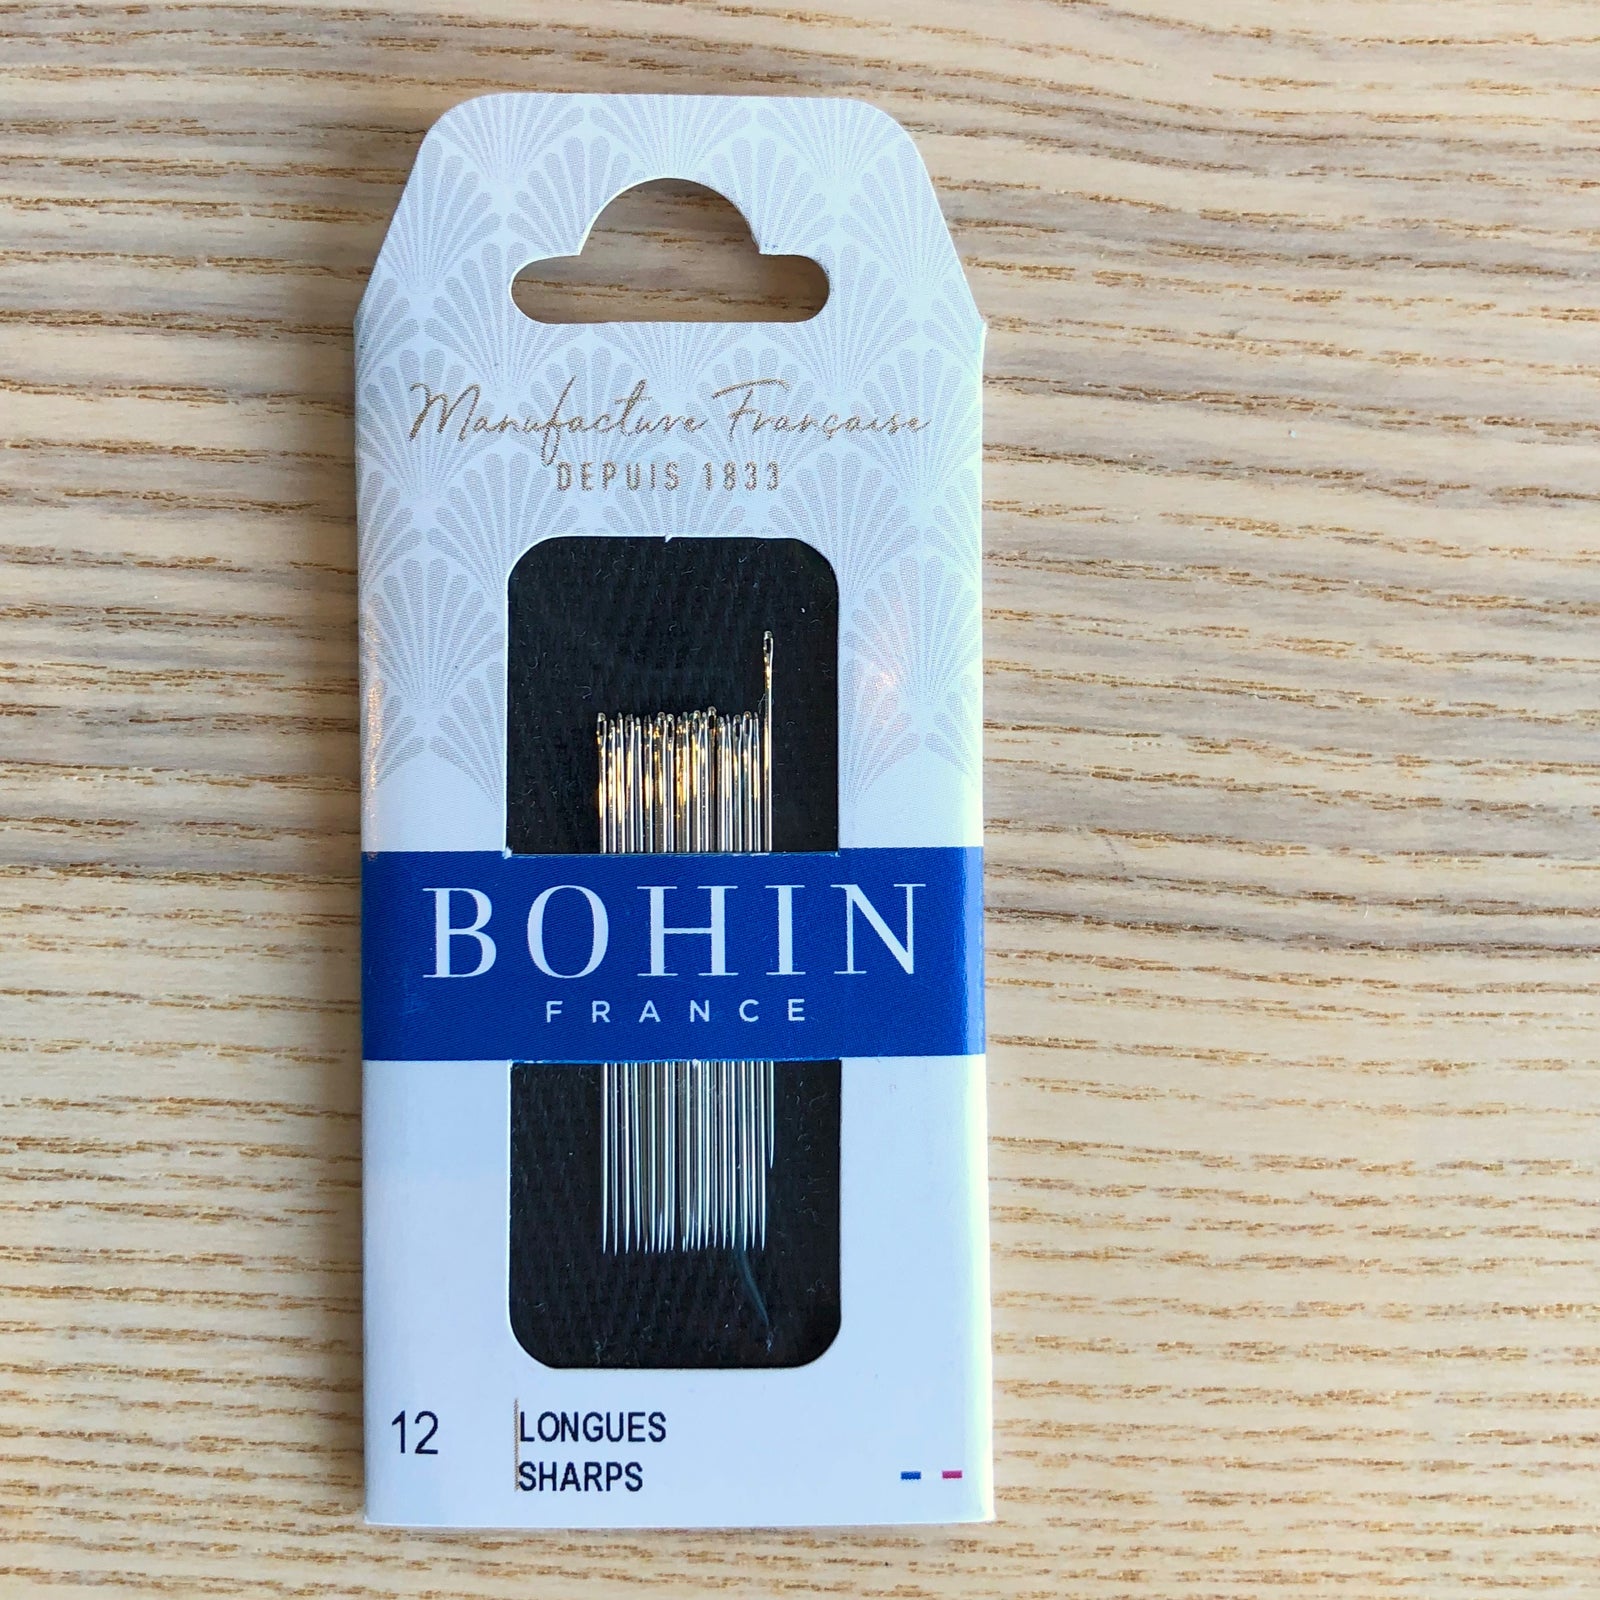 Manufacture Française
DEPUIS 1833
BOHIN
FRANCE
12
LONGUES
SHARPS